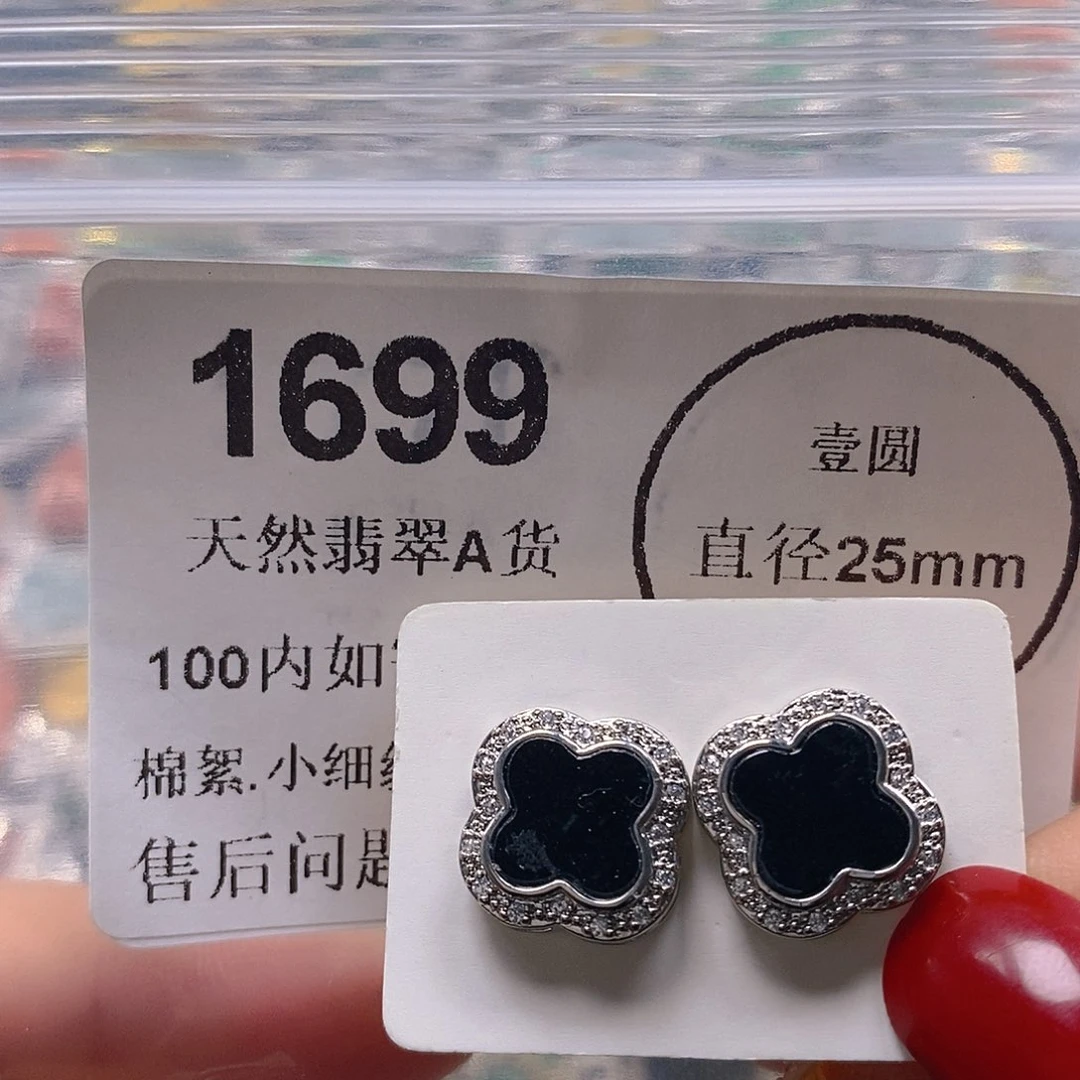 1699
天然翡翠A货
100内如
棉絮.小细
售后问题
壹圆
直径25mm